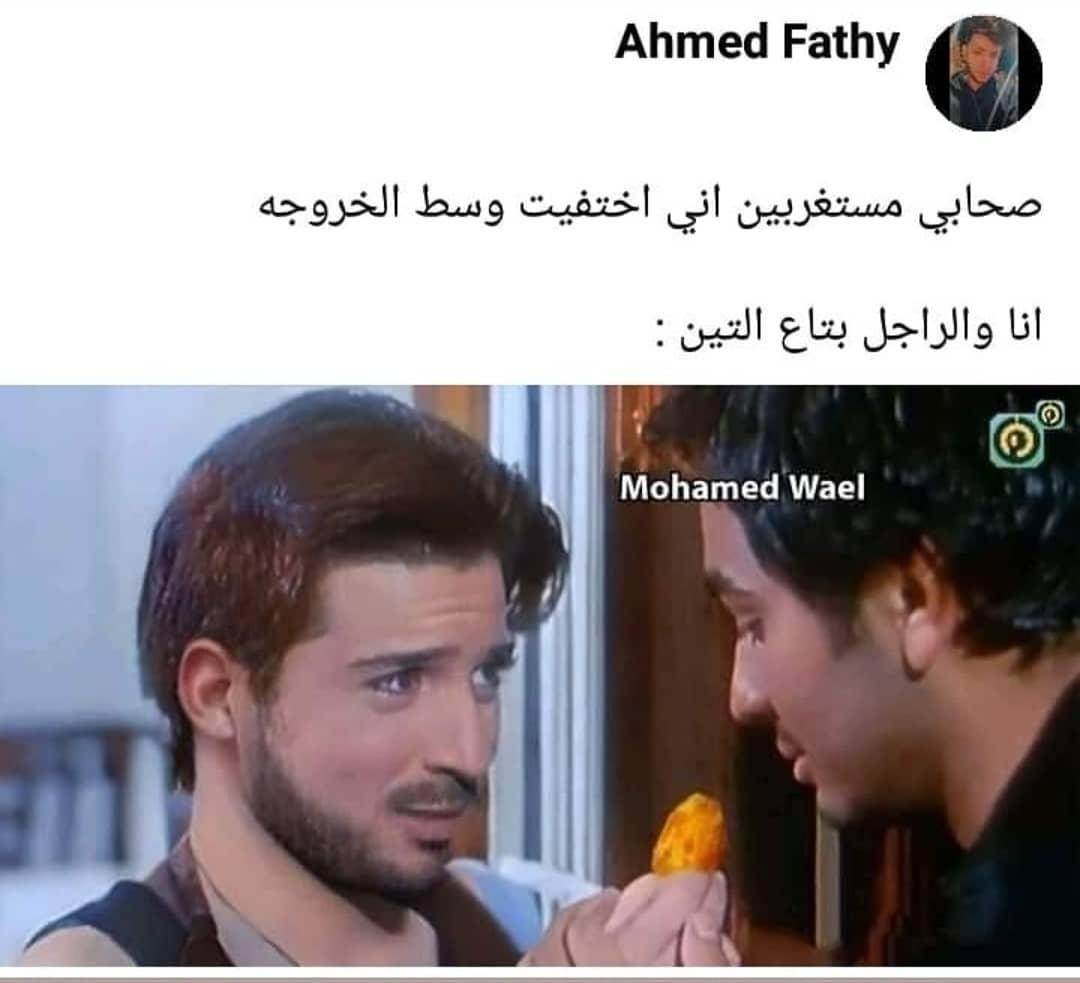 Ahmed Fathy
صحابي مستغربين اني اختفيت وسط الخروجه
انا والراجل بتاع التين :
Mohamed Wael